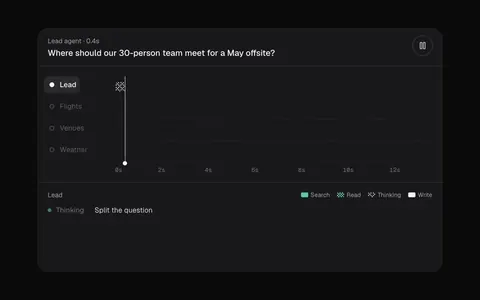 Lead agent · 0.4s
Where should our 30-person team meet for a May offsite?
Lead
Flights
Venues
Weather
0s 2s 4s 6s 8s 10s 12s
Lead
Search Read Thinking Write
Thinking Split the question